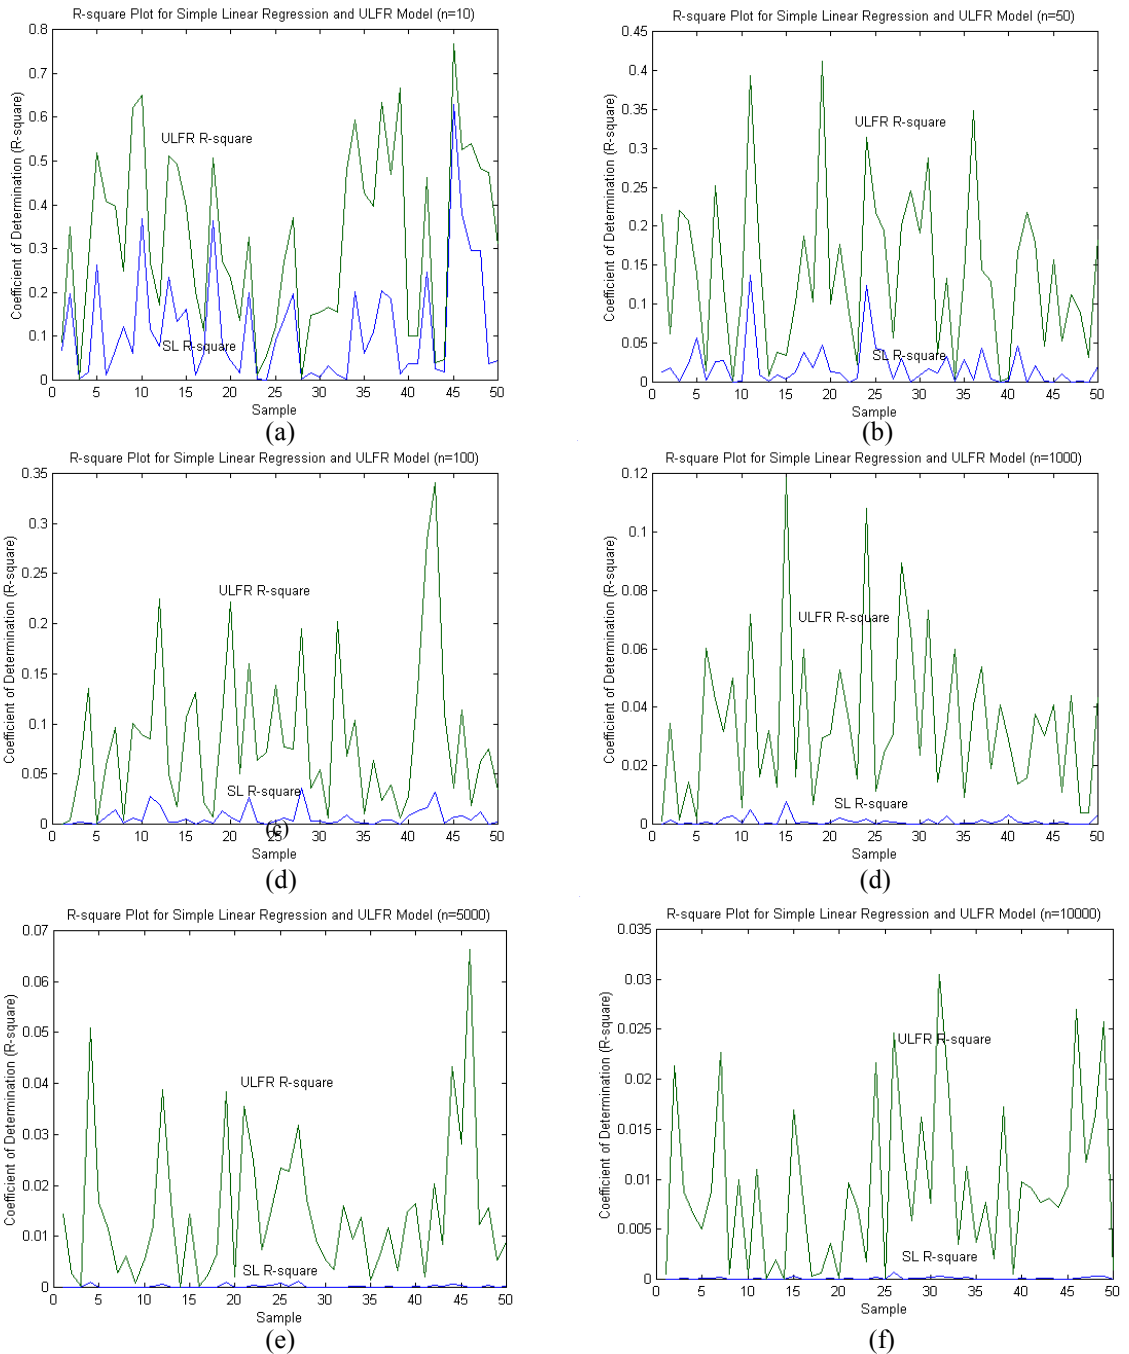 R-square Plot for Simple Linear Regression and ULFR Model (n=10)
Coefficient of Determination (R-square)
0.8
0.7
0.6
0.5
0.4
0.3
0.2
0.1
0
ULFR R-square
SL R-square
0 5 10 15 20 25 30 35 40 45 50
Sample
(a)
R-square Plot for Simple Linear Regression and ULFR Model (n=50)
Coefficient of Determination (R-square)
0.45
0.4
0.35
0.3
0.25
0.2
0.15
0.1
0.05
0
ULFR R-square
SL R-square
0 5 10 15 20 25 30 35 40 45 50
Sample
(b)
R-square Plot for Simple Linear Regression and ULFR Model (n=100)
Coefficient of Determination (R-square)
0.35
0.3
0.25
0.2
0.15
0.1
0.05
0
ULFR R-square
SL R-square
0 5 10 15 20 25 30 35 40 45 50
(c)
Sample
(d)
R-square Plot for Simple Linear Regression and ULFR Model (n=1000)
Coefficient of Determination (R-square)
0.12
0.1
0.08
0.06
0.04
0.02
0
ULFR R-square
SL R-square
0 5 10 15 20 25 30 35 40 45 50
Sample
(d)
R-square Plot for Simple Linear Regression and ULFR Model (n=5000)
Coefficient of Determination (R-square)
0.07
0.06
0.05
0.04
0.03
0.02
0.01
0
ULFR R-square
SL R-square
0 5 10 15 20 25 30 35 40 45 50
Sample
(e)
R-square Plot for Simple Linear Regression and ULFR Model (n=10000)
Coefficient of Determination (R-square)
0.035
0.03
0.025
0.02
0.015
0.01
0.005
0
ULFR R-square
SL R-square
0 5 10 15 20 25 30 35 40 45 50
Sample
(f)